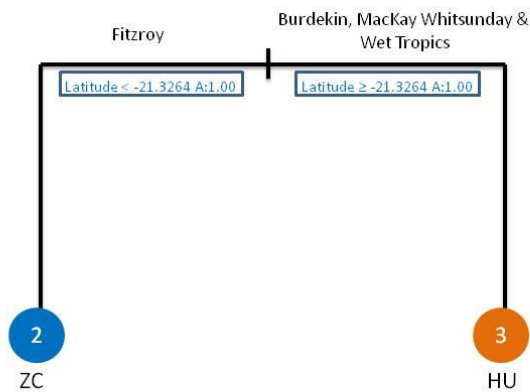 Fitzroy
Burdekin, MacKay Whitsunday &
Wet Tropics
Latitude < -21.3264 A:1.00
Latitude ≥ -21.3264 A:1.00
2
3
ZC
HU